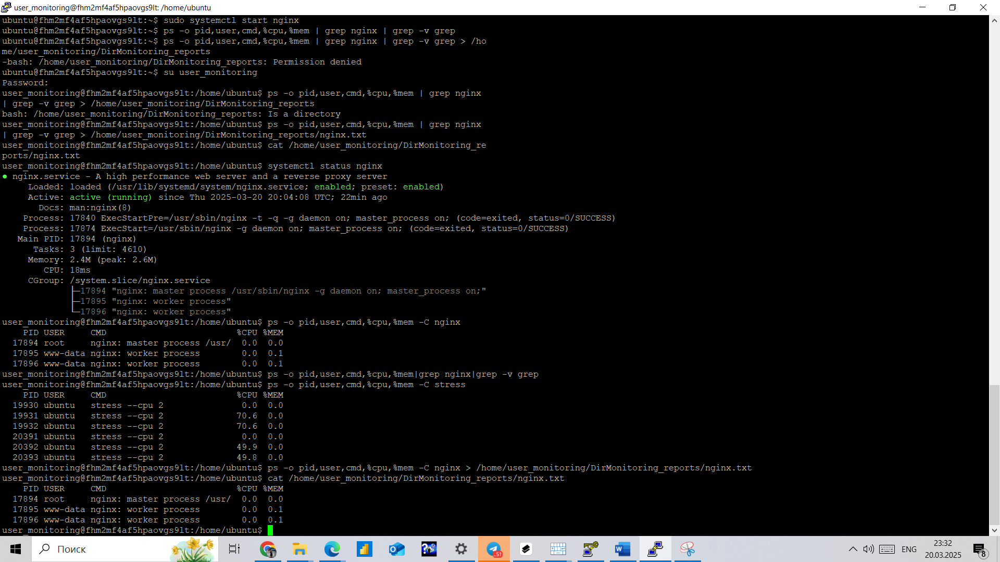 user_monitoring@fhm2mf4af5hpaovgs9lt: /home/ubuntu
ubuntu@fhm2mf4af5hpaovgs9lt:~$ sudo systemctl start nginx
ubuntu@fhm2mf4af5hpaovgs9lt:~$ ps -o pid,user,cmd,%cpu,%mem | grep nginx | grep -v grep
ubuntu@fhm2mf4af5hpaovgs9lt:~$ ps -o pid,user,cmd,%cpu,%mem | grep nginx | grep -v grep > /ho
me/user_monitoring/DirMonitoring_reports
-bash: /home/user_monitoring/DirMonitoring_reports: Permission denied
ubuntu@fhm2mf4af5hpaovgs9lt:~$ su user_monitoring
Password:
user_monitoring@fhm2mf4af5hpaovgs9lt:/home/ubuntu$ ps -o pid,user,cmd,%cpu,%mem | grep nginx
| grep -v grep > /home/user_monitoring/DirMonitoring_reports
bash: /home/user_monitoring/DirMonitoring_reports: Is a directory
user_monitoring@fhm2mf4af5hpaovgs9lt:/home/ubuntu$ ps -o pid,user,cmd,%cpu,%mem | grep nginx
| grep -v grep > /home/user_monitoring/DirMonitoring_reports/nginx.txt
user_monitoring@fhm2mf4af5hpaovgs9lt:/home/ubuntu$ cat /home/user_monitoring/DirMonitoring_re
ports/nginx.txt
user_monitoring@fhm2mf4af5hpaovgs9lt:/home/ubuntu$ systemctl status nginx
● nginx.service - A high performance web server and a reverse proxy server
     Loaded: loaded (/usr/lib/systemd/system/nginx.service; enabled; preset: enabled)
     Active: active (running) since Thu 2025-03-20 20:04:08 UTC; 22min ago
       Docs: man:nginx(8)
    Process: 17840 ExecStartPre=/usr/sbin/nginx -t -q -g daemon on; master_process on; (code=exited, status=0/SUCCESS)
    Process: 17874 ExecStart=/usr/sbin/nginx -g daemon on; master_process on; (code=exited, status=0/SUCCESS)
   Main PID: 17894 (nginx)
      Tasks: 3 (limit: 4610)
     Memory: 2.4M (peak: 2.6M)
        CPU: 18ms
     CGroup: /system.slice/nginx.service
             ├─17894 "nginx: master process /usr/sbin/nginx -g daemon on; master_process on;"
             ├─17895 "nginx: worker process"
             └─17896 "nginx: worker process"
user_monitoring@fhm2mf4af5hpaovgs9lt:/home/ubuntu$ ps -o pid,user,cmd,%cpu,%mem -C nginx
    PID USER     CMD                         %CPU %MEM
  17894 root     nginx: master process /usr/  0.0  0.0
  17895 www-data nginx: worker process        0.0  0.1
  17896 www-data nginx: worker process        0.0  0.1
user_monitoring@fhm2mf4af5hpaovgs9lt:/home/ubuntu$ ps -o pid,user,cmd,%cpu,%mem|grep nginx|grep -v grep
user_monitoring@fhm2mf4af5hpaovgs9lt:/home/ubuntu$ ps -o pid,user,cmd,%cpu,%mem -C stress
    PID USER     CMD                         %CPU %MEM
  19930 ubuntu   stress --cpu 2               0.0  0.0
  19931 ubuntu   stress --cpu 2              70.6  0.0
  19932 ubuntu   stress --cpu 2              70.6  0.0
  20391 ubuntu   stress --cpu 2               0.0  0.0
  20392 ubuntu   stress --cpu 2              49.9  0.0
  20393 ubuntu   stress --cpu 2              49.8  0.0
user_monitoring@fhm2mf4af5hpaovgs9lt:/home/ubuntu$ ps -o pid,user,cmd,%cpu,%mem -C nginx > /home/user_monitoring/DirMonitoring_reports/nginx.txt
user_monitoring@fhm2mf4af5hpaovgs9lt:/home/ubuntu$ cat /home/user_monitoring/DirMonitoring_reports/nginx.txt
    PID USER     CMD                         %CPU %MEM
  17894 root     nginx: master process /usr/  0.0  0.0
  17895 www-data nginx: worker process        0.0  0.1
  17896 www-data nginx: worker process        0.0  0.1
user_monitoring@fhm2mf4af5hpaovgs9lt:/home/ubuntu$
Поиск
51
ENG
23:32
20.03.2025
8